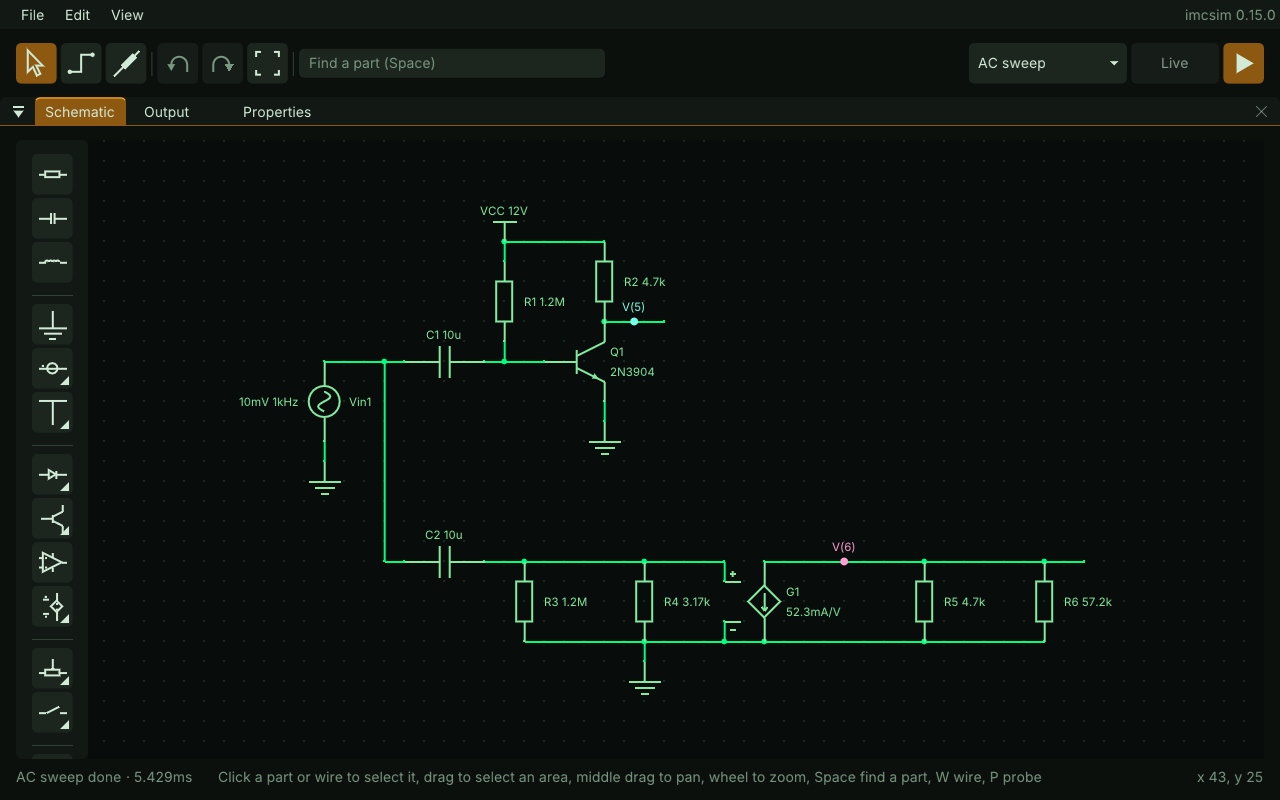 File Edit View imcsim 0.15.0
Find a part (Space) AC sweep Live
Schematic Output Properties
VCC 12V
R2 4.7k
R1 1.2M
V(5)
C1 10u
Q1
2N3904
10mV 1kHz Vin1
C2 10u
V(6)
R3 1.2M
R4 3.17k
G1
52.3mA/V
R5 4.7k
R6 57.2k
AC sweep done · 5.429ms Click a part or wire to select it, drag to select an area, middle drag to pan, wheel to zoom, Space find a part, W wire, P probe x 43, y 25